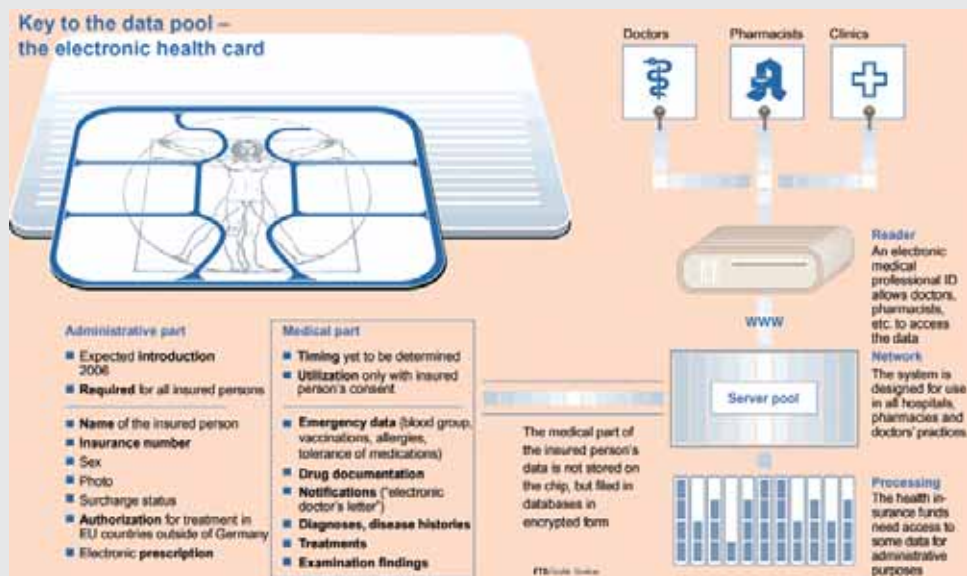 Key to the data pool –
the electronic health card
Doctors
Pharmacists
Clinics
Reader
An electronic
medical
professional ID
allows doctors,
pharmacists,
etc. to access
the data
WWW
Network
The system is
designed for use
in all hospitals,
pharmacies and
doctors' practices
Server pool
Processing
The health in-
surance funds
need access to
some data for
administrative
purposes
Administrative part
Expected introduction
2006
Required for all insured persons
Name of the insured person
Insurance number
Sex
Photo
Surcharge status
Authorization for treatment in
EU countries outside of Germany
Electronic prescription
Medical part
Timing yet to be determined
Utilization only with insured
person's consent
Emergency data (blood group,
vaccinations, allergies,
tolerance of medications)
Drug documentation
Notifications ("electronic
doctor's letter")
Diagnoses, disease histories
Treatments
Examination findings
The medical part of
the insured person's
data is not stored on
the chip, but filed in
databases in
encrypted form